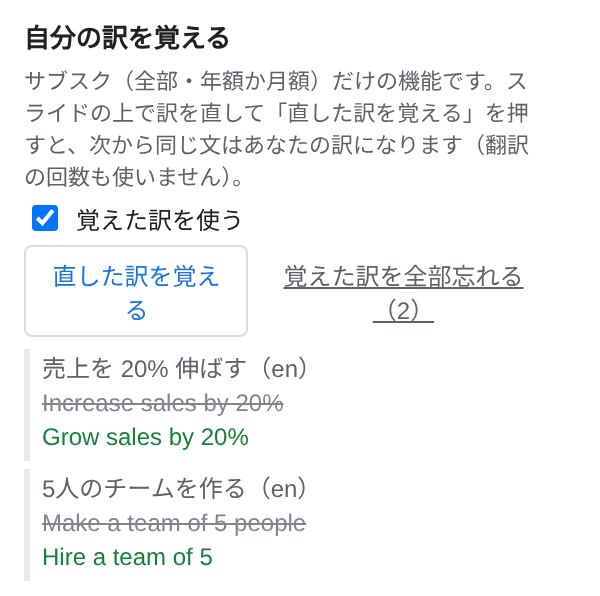 自分の訳を覚える
サブスク（全部・年額か月額）だけの機能です。ス
ライドの上で訳を直して「直した訳を覚える」を押
すと、次から同じ文はあなたの訳になります（翻訳
の回数も使いません）。
覚えた訳を使う
直した訳を覚え
る
覚えた訳を全部忘れる
（2）
売上を 20% 伸ばす（en）
Increase sales by 20%
Grow sales by 20%
5人のチームを作る（en）
Make a team of 5 people
Hire a team of 5